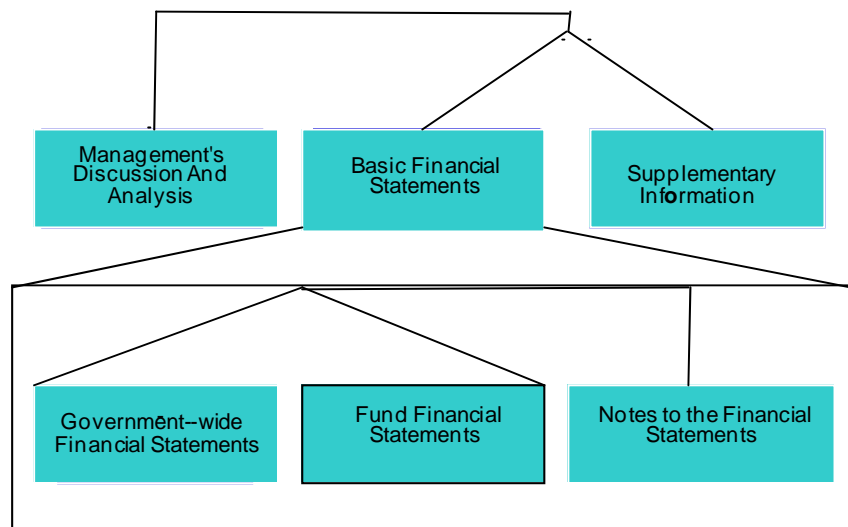 Management's
Discussion And
Analysis
Basic Financial
Statements
Supplementary
Information
Government--wide
Financial Statements
Fund Financial
Statements
Notes to the Financial
Statements